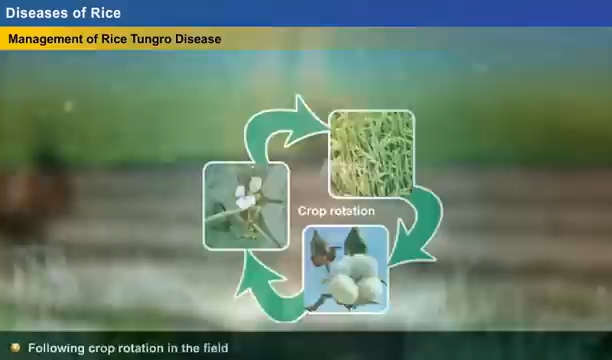 Diseases of Rice
Management of Rice Tungro Disease
Crop rotation
Following crop rotation in the field